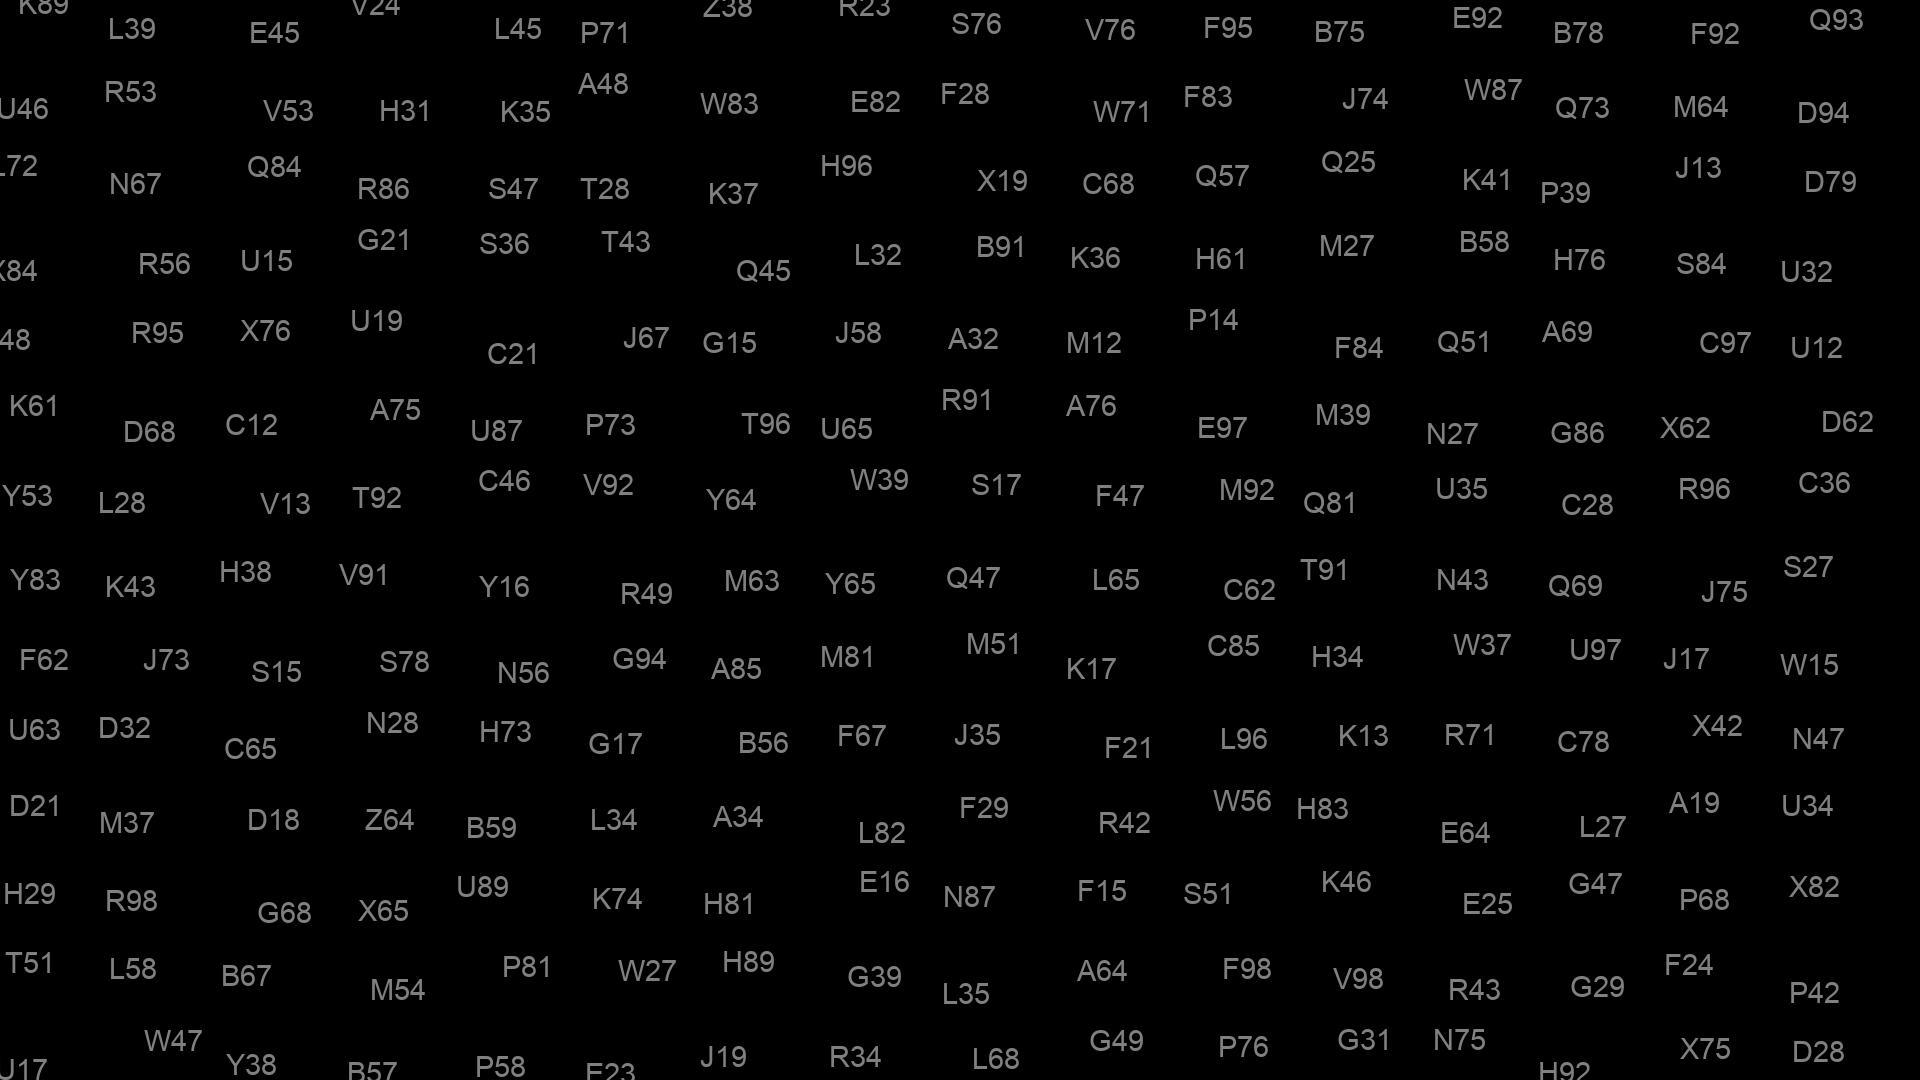 K89 L39 E45 V24 L45 P71 Z38 R23 S76 V76 F95 B75 E92 B78 F92 Q93
U46 R53 V53 H31 K35 A48 W83 E82 F28 W71 F83 J74 W87 Q73 M64 D94
L72 N67 Q84 R86 S47 T28 K37 H96 X19 C68 Q57 Q25 K41 P39 J13 D79
R56 U15 G21 S36 T43 Q45 L32 B91 K36 H61 M27 B58 H76 S84 U32
48 R95 X76 U19 C21 J67 G15 J58 A32 M12 P14 F84 Q51 A69 C97 U12
K61 D68 C12 A75 U87 P73 T96 U65 R91 A76 E97 M39 N27 G86 X62 D62
Y53 L28 V13 T92 C46 V92 Y64 W39 S17 F47 M92 Q81 U35 C28 R96 C36
Y83 K43 H38 V91 Y16 R49 M63 Y65 Q47 L65 C62 T91 N43 Q69 J75 S27
F62 J73 S15 S78 N56 G94 A85 M81 M51 K17 C85 H34 W37 U97 J17 W15
U63 D32 C65 N28 H73 G17 B56 F67 J35 F21 L96 K13 R71 C78 X42 N47
D21 M37 D18 Z64 B59 L34 A34 L82 F29 R42 W56 H83 E64 L27 A19 U34
H29 R98 G68 X65 U89 K74 H81 E16 N87 F15 S51 K46 E25 G47 P68 X82
T51 L58 B67 M54 P81 W27 H89 G39 L35 A64 F98 V98 R43 G29 F24 P42
U17 W47 Y38 B57 P58 J19 R34 L68 G49 P76 G31 N75 H92 X75 D28